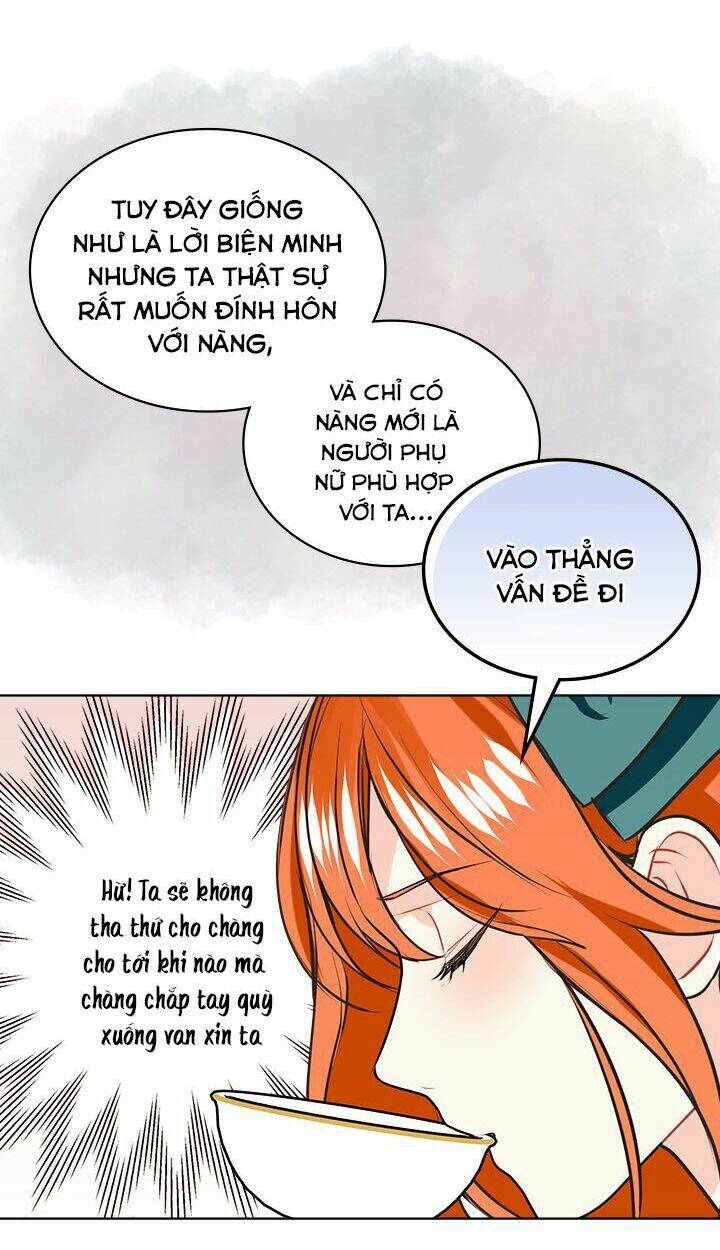 TUY ĐÂY GIỐNG
NHƯ LÀ LỜI BIỆN MINH
NHƯNG TA THẬT SỰ
RẤT MUỐN ĐÍNH HÔN
VỚI NÀNG,
VÀ CHỈ CÓ
NÀNG MỚI LÀ
NGƯỜI PHỤ
NỮ PHÙ HỢP
VỚI TA...
VÀO THẲNG
VẤN ĐỀ ĐI
Hừ! Ta sẽ không
tha thứ cho chàng
cho tới khi nào mà
chàng chắp tay quỳ
xuống van xin ta